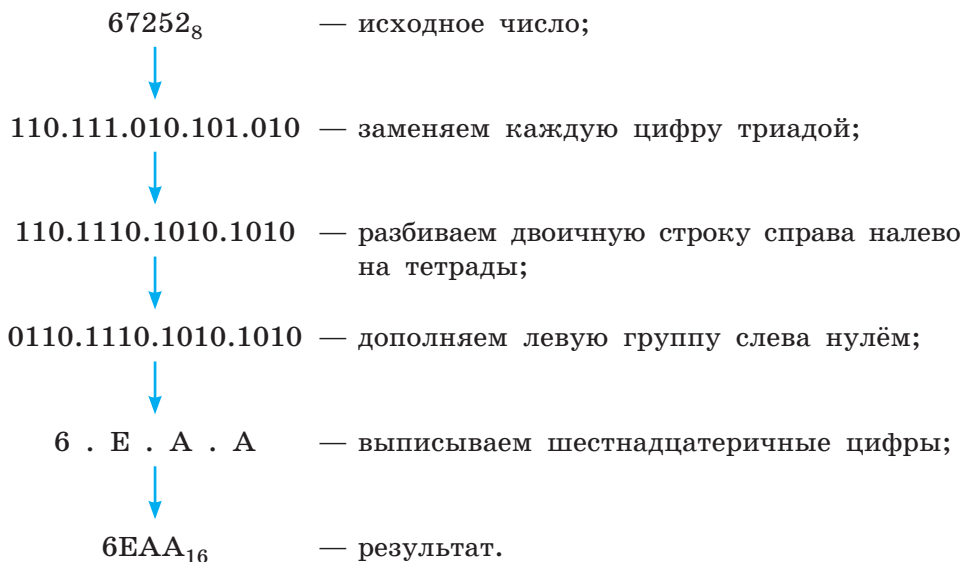 67252₈ — исходное число;
110.111.010.101.010 — заменяем каждую цифру триадой;
110.1110.1010.1010 — разбиваем двоичную строку справа налево
на тетрады;
0110.1110.1010.1010 — дополняем левую группу слева нулём;
6 . E . A . A — выписываем шестнадцатеричные цифры;
6EAA₁₆ — результат.